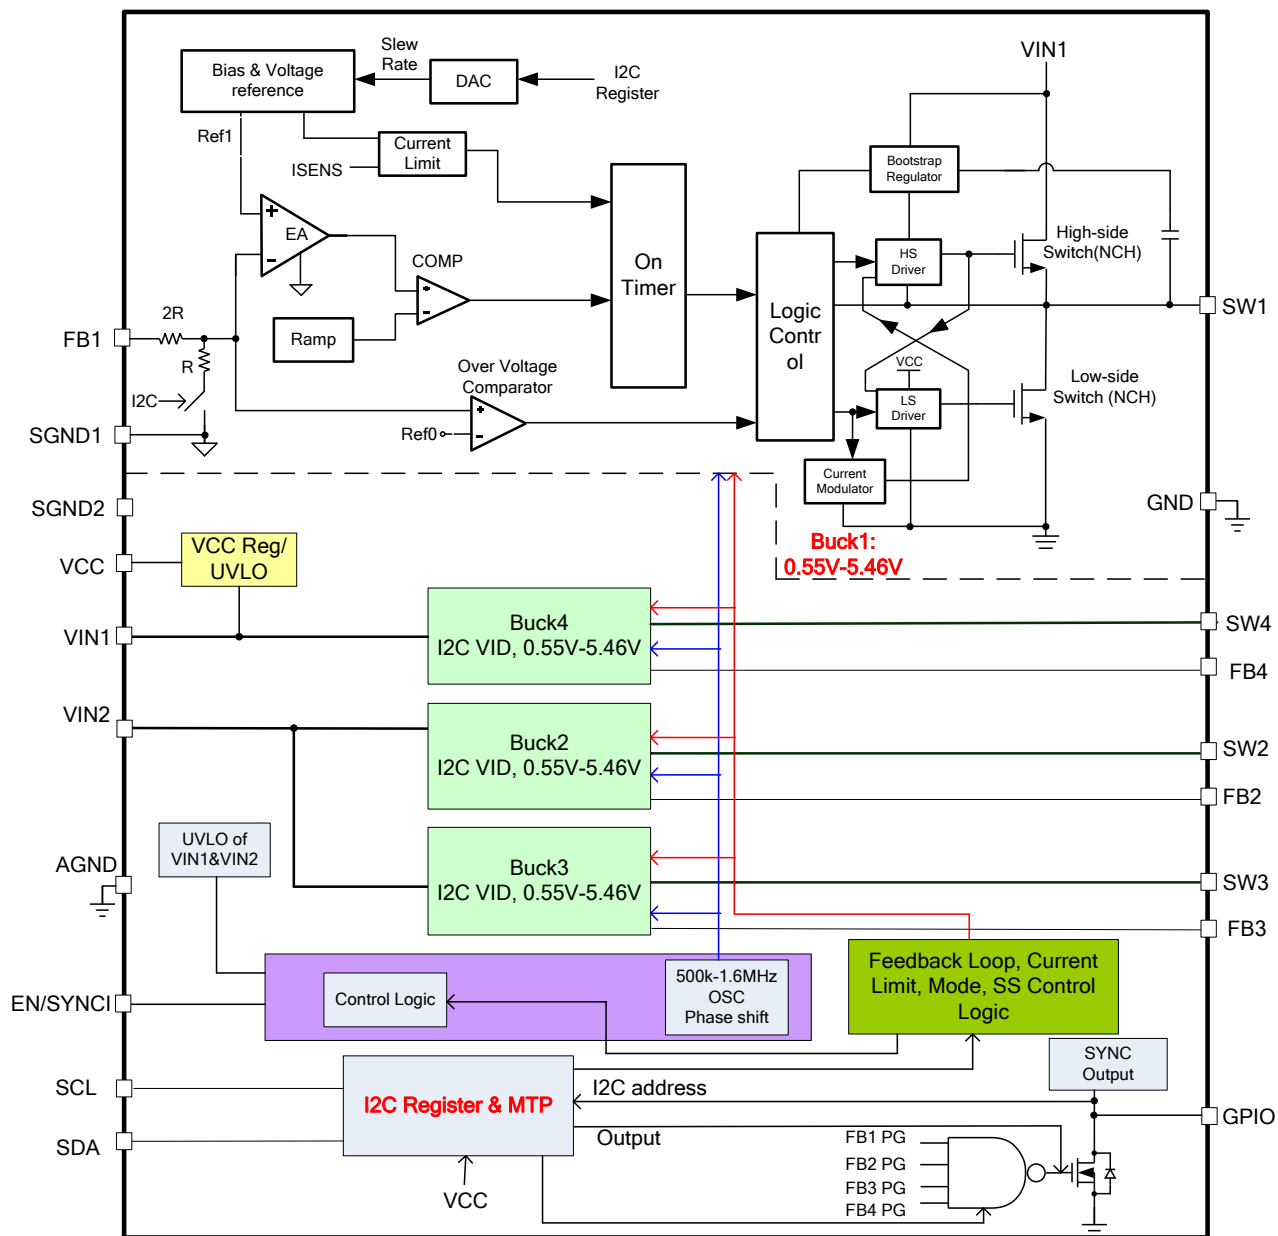 VIN1
Slew
Rate
Bias & Voltage
reference
DAC
I2C
Register
Ref1
Current
Limit
ISENS
Bootstrap
Regulator
EA
COMP
On
Timer
HS
Driver
High-side
Switch(NCH)
Logic
Contr
ol
SW1
2R
FB1
Ramp
R
VCC
Over Voltage
Comparator
Low-side
Switch (NCH)
I2C
LS
Driver
Ref0
SGND1
Current
Modulator
SGND2
GND
Buck1:
0.55V-5.46V
VCC
VCC Reg/
UVLO
VIN1
Buck4
I2C VID, 0.55V-5.46V
SW4
FB4
VIN2
Buck2
I2C VID, 0.55V-5.46V
SW2
FB2
UVLO of
VIN1&VIN2
AGND
Buck3
I2C VID, 0.55V-5.46V
SW3
FB3
EN/SYNCI
Control Logic
500k-1.6MHz
OSC
Phase shift
Feedback Loop, Current
Limit, Mode, SS Control
Logic
SYNC
Output
SCL
I2C Register & MTP
I2C address
GPIO
SDA
Output
FB1 PG
FB2 PG
FB3 PG
FB4 PG
VCC